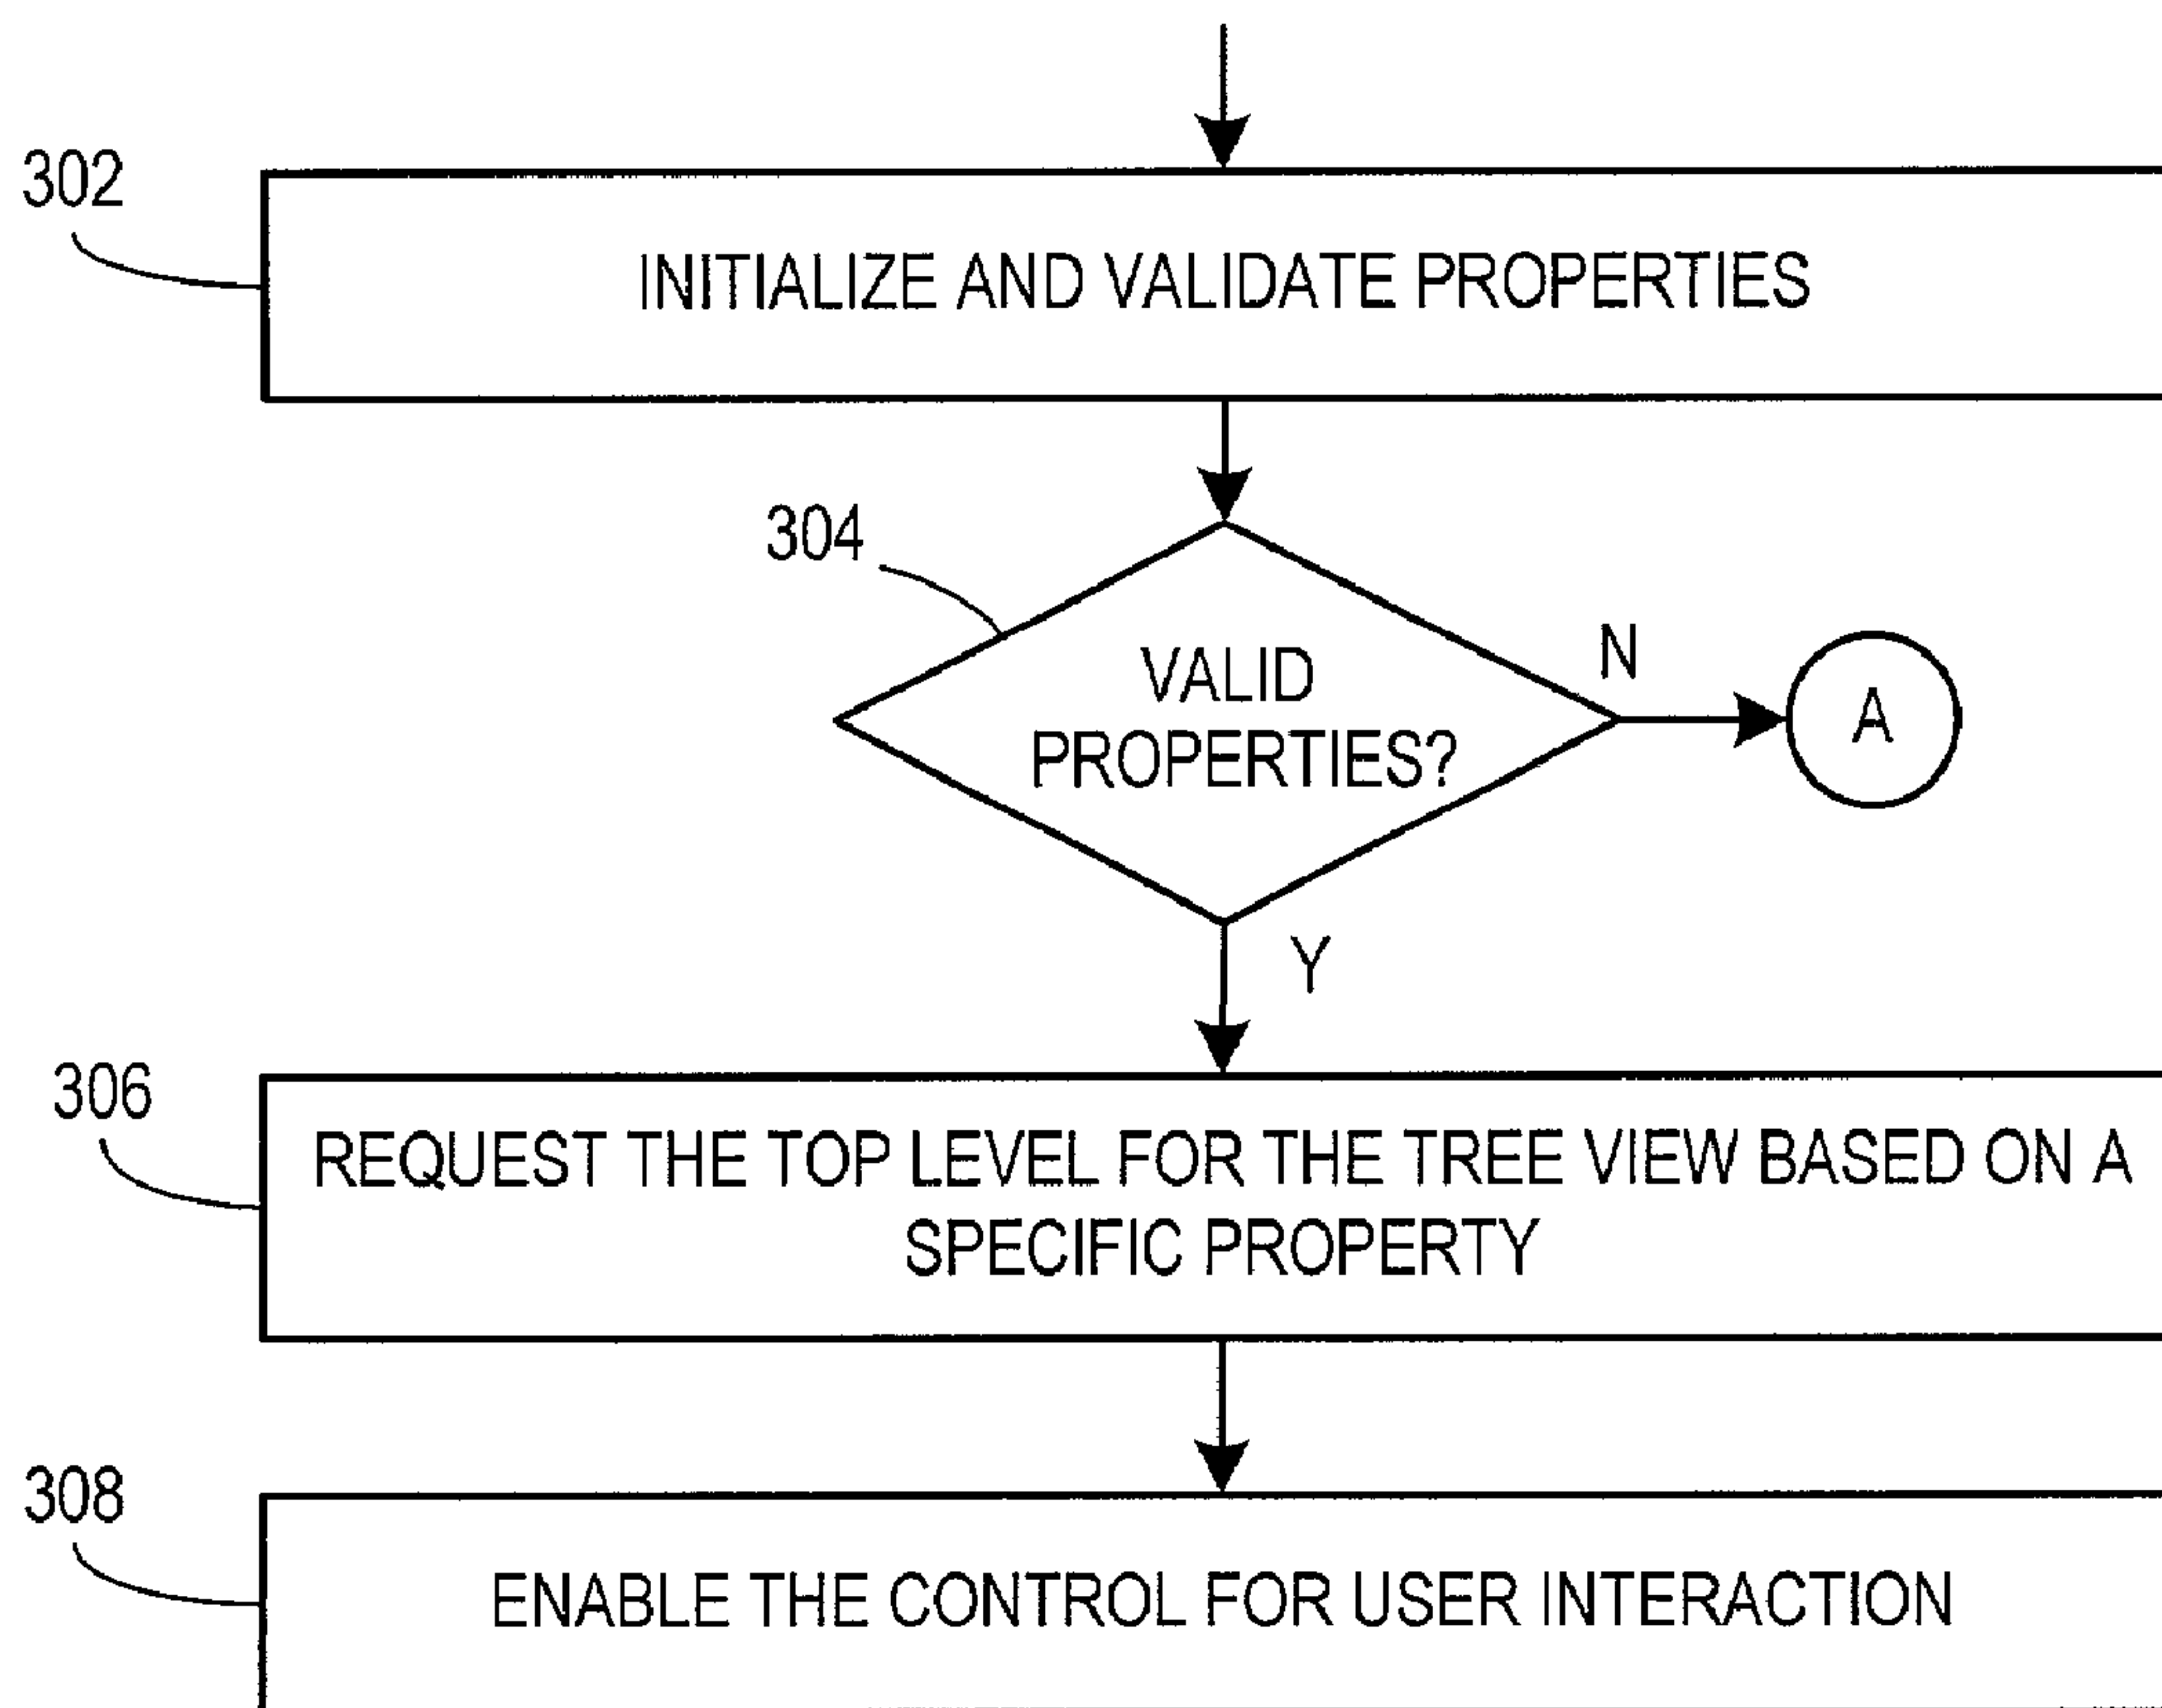 302
INITIALIZE AND VALIDATE PROPERTIES
304
VALID
PROPERTIES?
N
A
Y
306
REQUEST THE TOP LEVEL FOR THE TREE VIEW BASED ON A
SPECIFIC PROPERTY
308
ENABLE THE CONTROL FOR USER INTERACTION